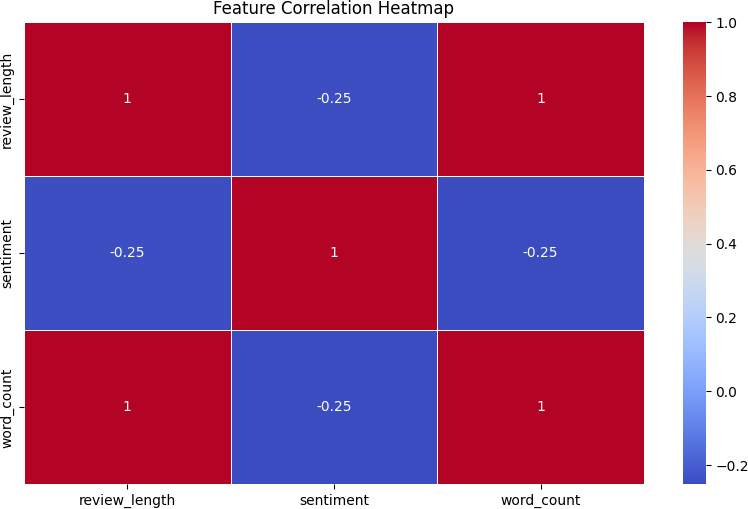 Feature Correlation Heatmap
review_length
1
-0.25
1
sentiment
-0.25
1
-0.25
word_count
1
-0.25
1
review_length
sentiment
word_count
1.0
0.8
0.6
0.4
0.2
0.0
−0.2